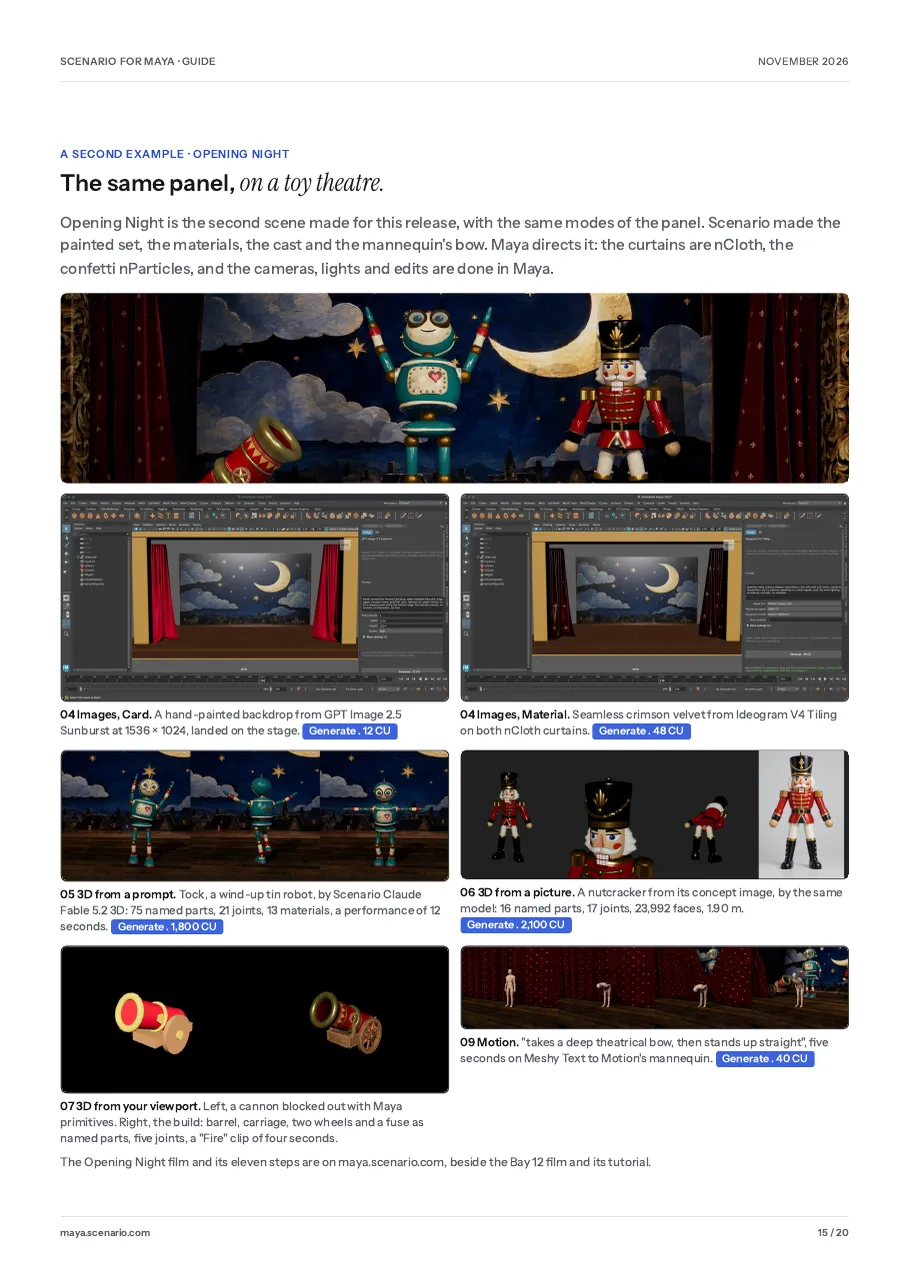 SCENARIO FOR MAYA · GUIDE
NOVEMBER 2026
A SECOND EXAMPLE · OPENING NIGHT
The same panel, on a toy theatre.
Opening Night is the second scene made for this release, with the same modes of the panel. Scenario made the
painted set, the materials, the cast and the mannequin's bow. Maya directs it: the curtains are nCloth, the
confetti nParticles, and the cameras, lights and edits are done in Maya.
04 Images, Card. A hand-painted backdrop from GPT Image 2.5
Sunburst at 1536 × 1024, landed on the stage. Generate . 12 CU
04 Images, Material. Seamless crimson velvet from Ideogram V4 Tiling
on both nCloth curtains. Generate . 48 CU
05 3D from a prompt. Tock, a wind-up tin robot, by Scenario Claude
Fable 5.2 3D: 75 named parts, 21 joints, 13 materials, a performance of 12
seconds. Generate . 1,800 CU
06 3D from a picture. A nutcracker from its concept image, by the same
model: 16 named parts, 17 joints, 23,992 faces, 1.90 m.
Generate . 2,100 CU
09 Motion. "takes a deep theatrical bow, then stands up straight", five
seconds on Meshy Text to Motion's mannequin. Generate . 40 CU
07 3D from your viewport. Left, a cannon blocked out with Maya
primitives. Right, the build: barrel, carriage, two wheels and a fuse as
named parts, five joints, a "Fire" clip of four seconds.
The Opening Night film and its eleven steps are on maya.scenario.com, beside the Bay 12 film and its tutorial.
maya.scenario.com
15 / 20